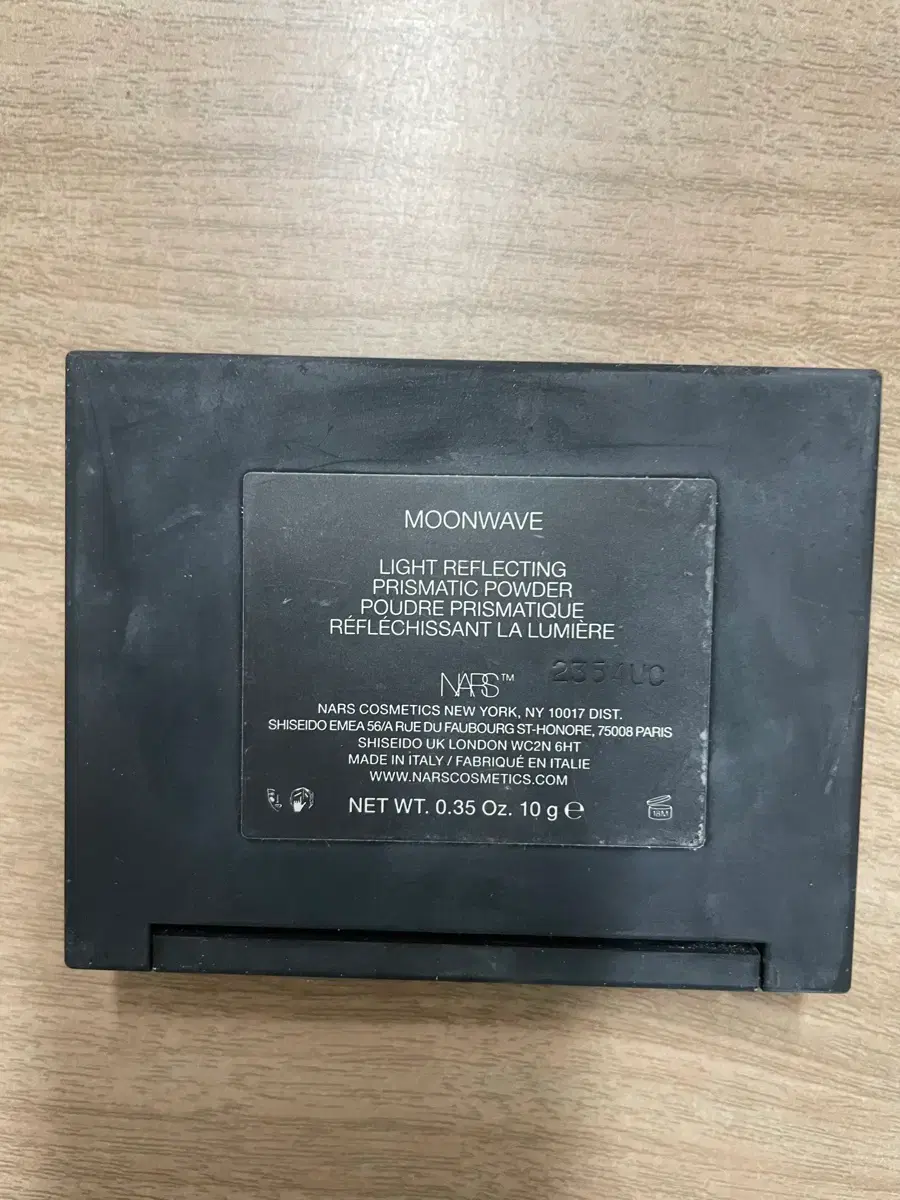 MOONWAVE
LIGHT REFLECTING
PRISMATIC POWDER
POUDRE PRISMATIQUE
RÉFLÉCHISSANT LA LUMIÈRE
2354UC
NARS™
NARS COSMETICS NEW YORK, NY 10017 DIST.
SHISEIDO EMEA 56/A RUE DU FAUBOURG ST-HONORE, 75008 PARIS
SHISEIDO UK LONDON WC2N 6HT
MADE IN ITALY / FABRIQUÉ EN ITALIE
WWW.NARSCOSMETICS.COM
NET WT. 0.35 Oz. 10 g ℮
18M